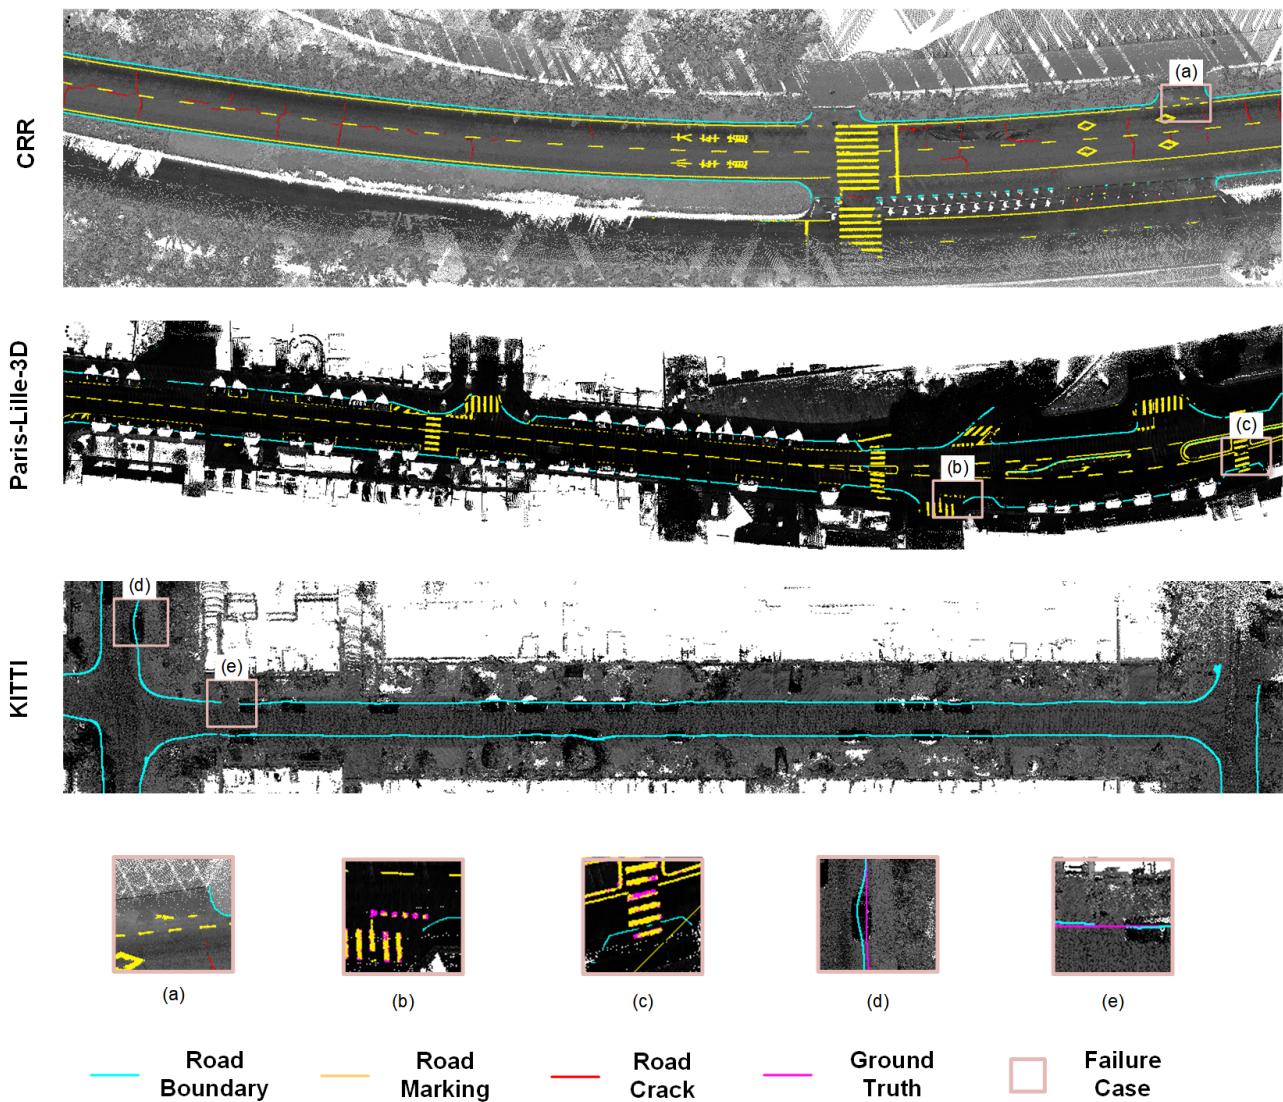 CRR
(a)
Paris-Lille-3D
(b)
(c)
KITTI
(d)
(e)
(a)
(b)
(c)
(d)
(e)
Road
Boundary
Road
Marking
Road
Crack
Ground
Truth
Failure
Case